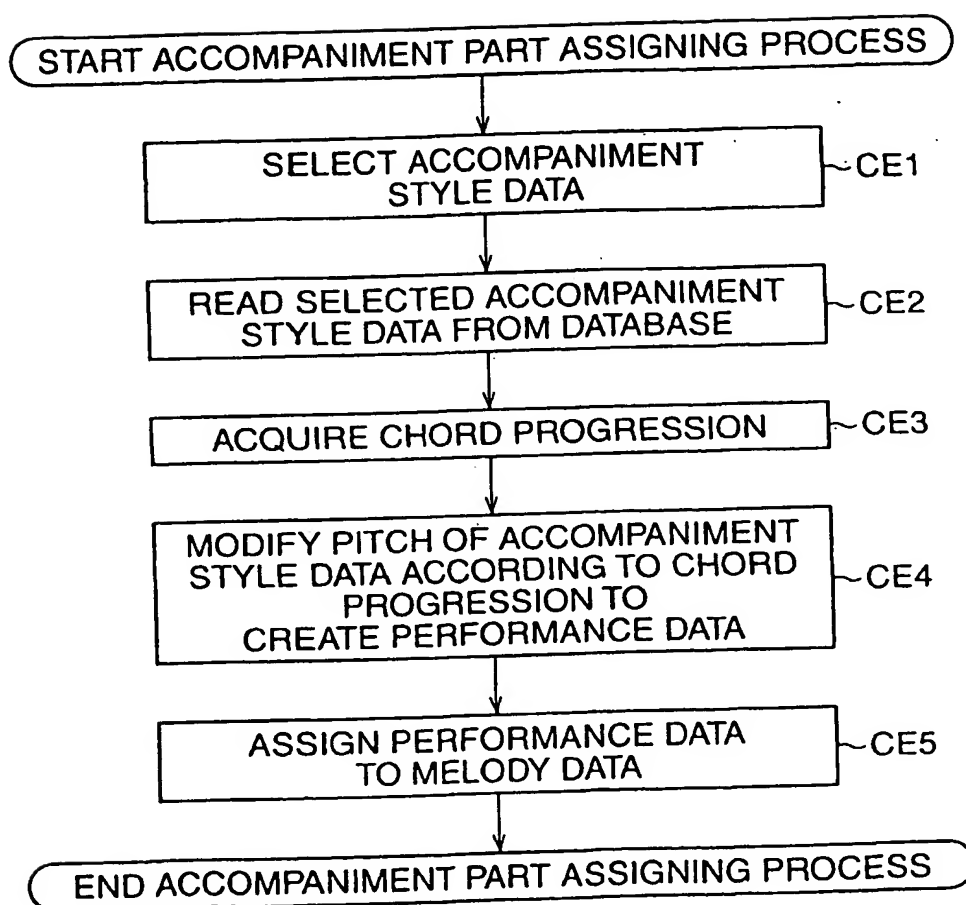 START ACCOMPANIMENT PART ASSIGNING PROCESS
SELECT ACCOMPANIMENT
STYLE DATA
CE1
READ SELECTED ACCOMPANIMENT
STYLE DATA FROM DATABASE
CE2
ACQUIRE CHORD PROGRESSION
CE3
MODIFY PITCH OF ACCOMPANIMENT
STYLE DATA ACCORDING TO CHORD
PROGRESSION TO
CREATE PERFORMANCE DATA
CE4
ASSIGN PERFORMANCE DATA
TO MELODY DATA
CE5
END ACCOMPANIMENT PART ASSIGNING PROCESS